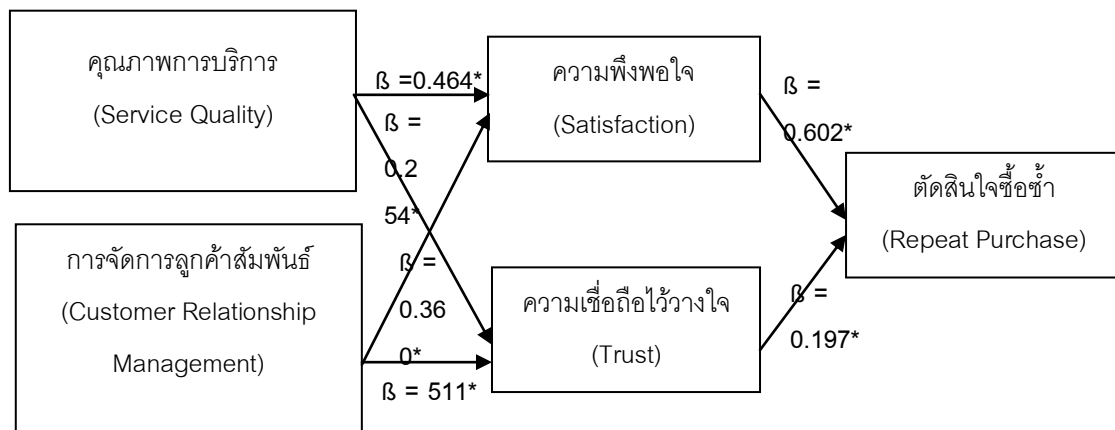 คุณภาพการบริการ
(Service Quality)
การจัดการลูกค้าสัมพันธ์
(Customer Relationship
Management)
ß =0.464*
ß =
0.2
54*
ß =
0.36
0*
ß = 511*
ความพึงพอใจ
(Satisfaction)
ความเชื่อถือไว้วางใจ
(Trust)
ß =
0.602*
ß =
0.197*
ตัดสินใจซื้อซ้ำ
(Repeat Purchase)